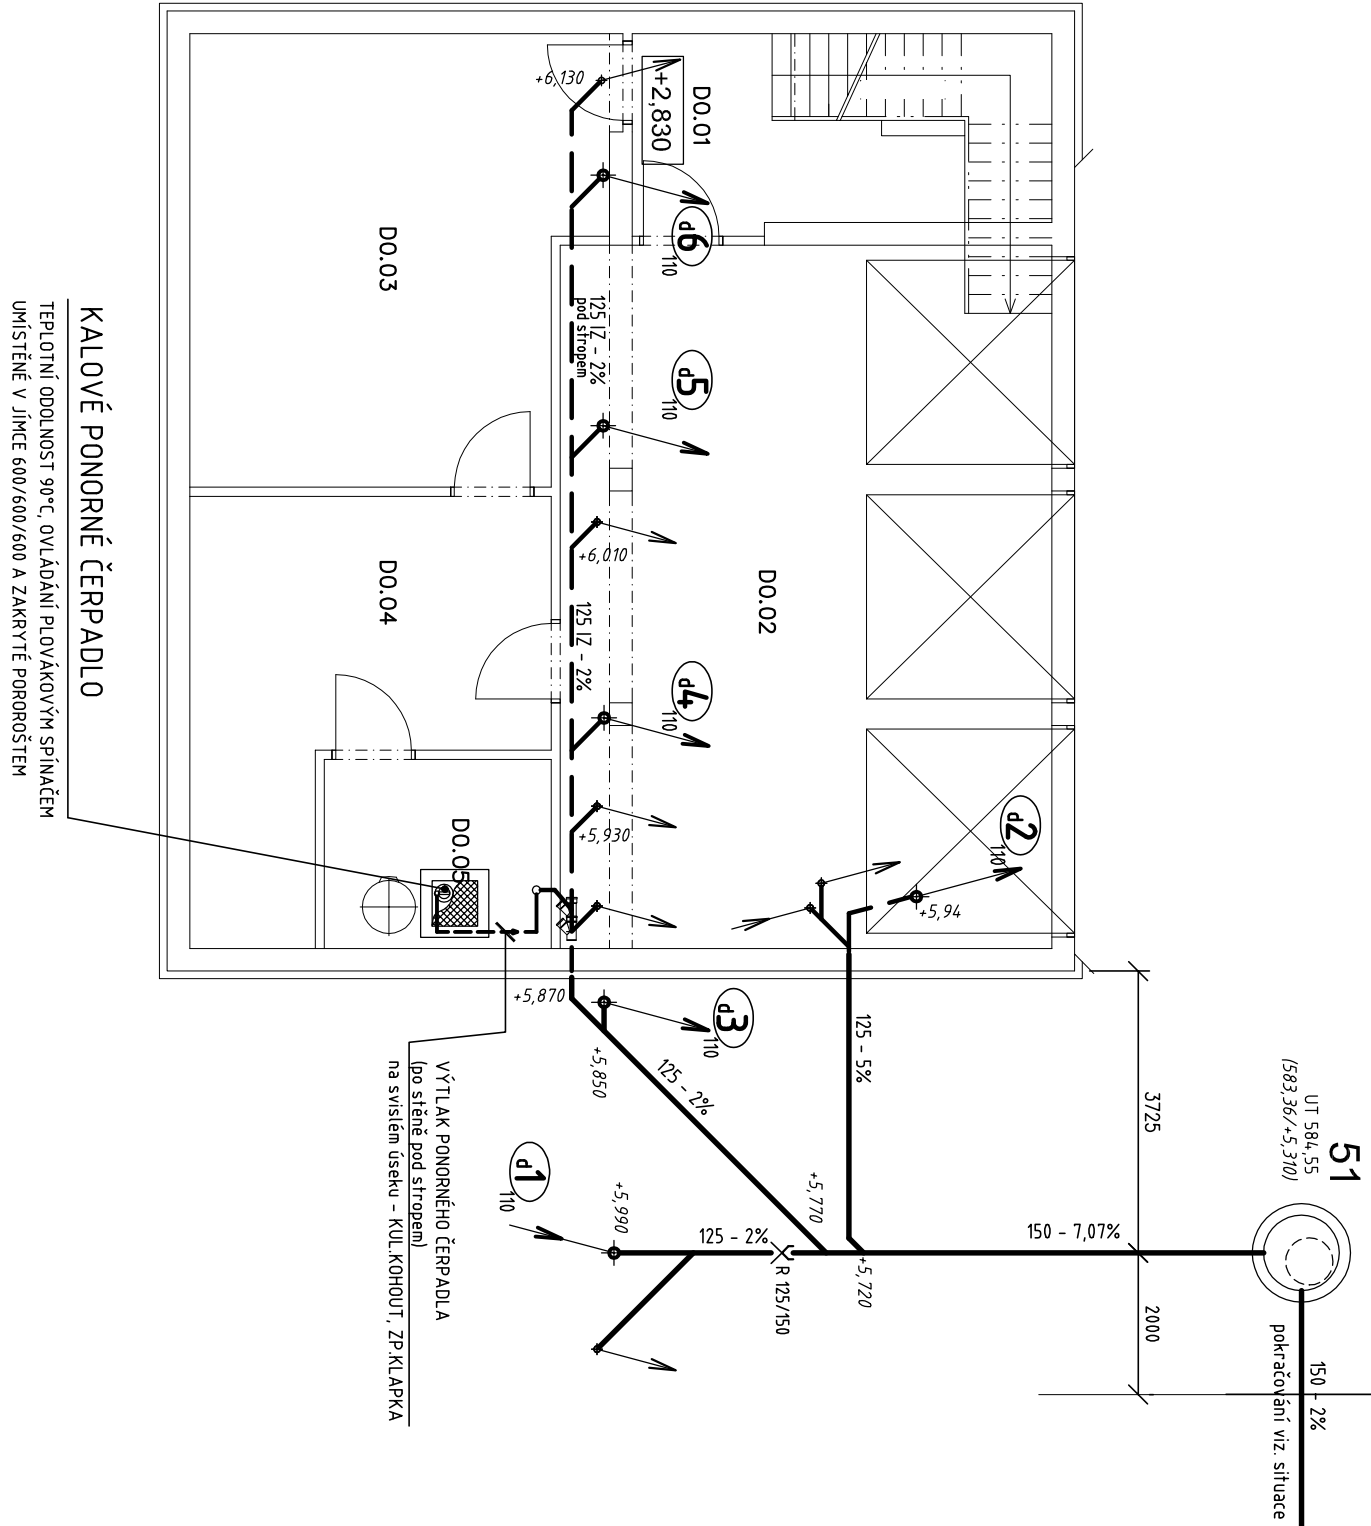 51
UT 584,55
(583,36/+5,310)
150 - 2%
pokračování viz. situace
3725
2000
150 - 7,07%
d2
110
+5,94
125 - 5%
+5,770
+5,720
R 125/150
125 - 2%
D0.02
D0.01
+2,830
d6
110
d5
110
d4
110
d3
110
+6,130
125 IZ - 2%
pod stropem
+6,010
125 IZ - 2%
+5,930
+5,870
+5,850
125 - 2%
+5,990
d1
110
D0.03
D0.04
D0.05
VÝTLAK PONORNÉHO ČERPADLA
(po stěně pod stropem)
na svislém úseku - KUL.KOHOUT, ZP.KLAPKA
KALOVÉ PONORNÉ ČERPADLO
TEPLOTNÍ ODOLNOST 90°C, OVLÁDÁNÍ PLOVÁKOVÝM SPÍNAČEM
UMÍSTĚNÉ V JÍMCE 600/600/600 A ZAKRYTÉ POROROŠTEM